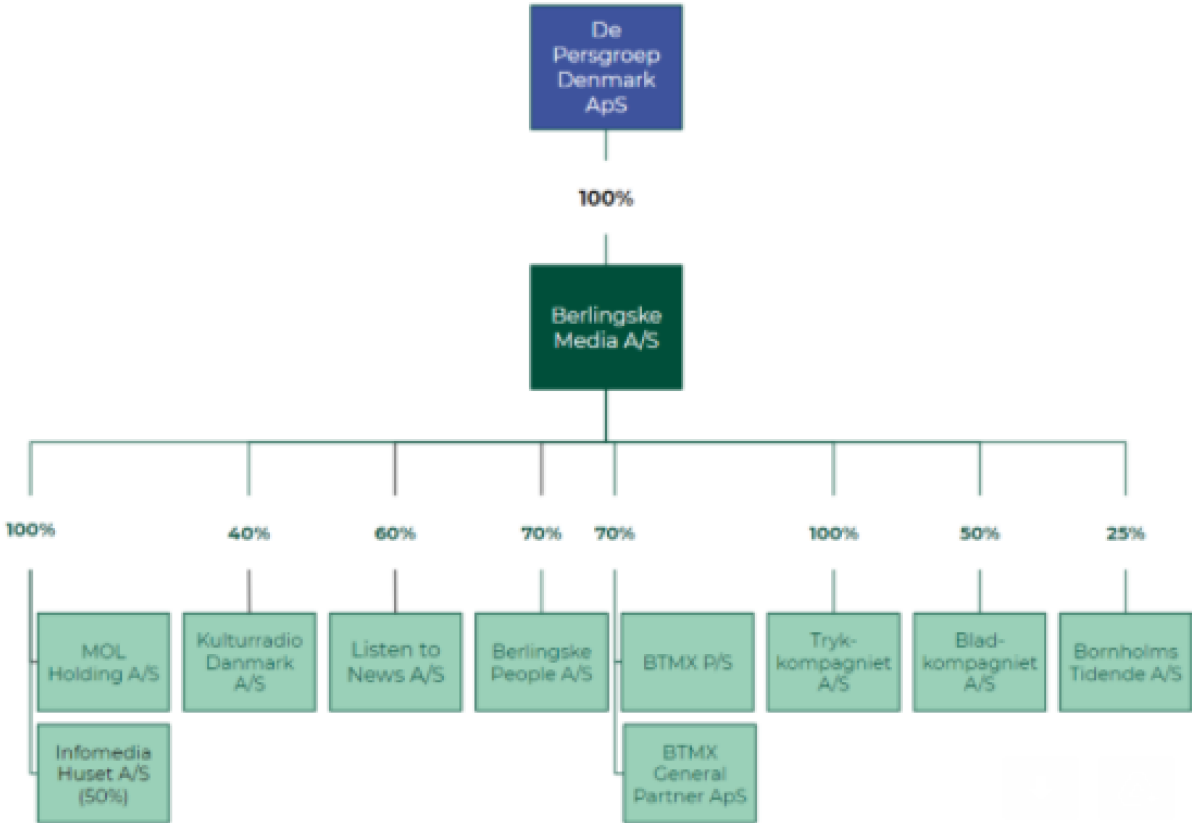 De
Persgroep
Denmark
ApS
100%
Berlingske
Media A/S
100%
40%
60%
70%
70%
100%
50%
25%
MOL
Holding A/S
Kulturradio
Danmark
A/S
Listen to
News A/S
Berlingske
People A/S
BTMX P/S
Tryk-
kompagniet
A/S
Blad-
kompagniet
A/S
Bornholms
Tidende A/S
Infomedia
Huset A/S
(50%)
BTMX
General
Partner ApS